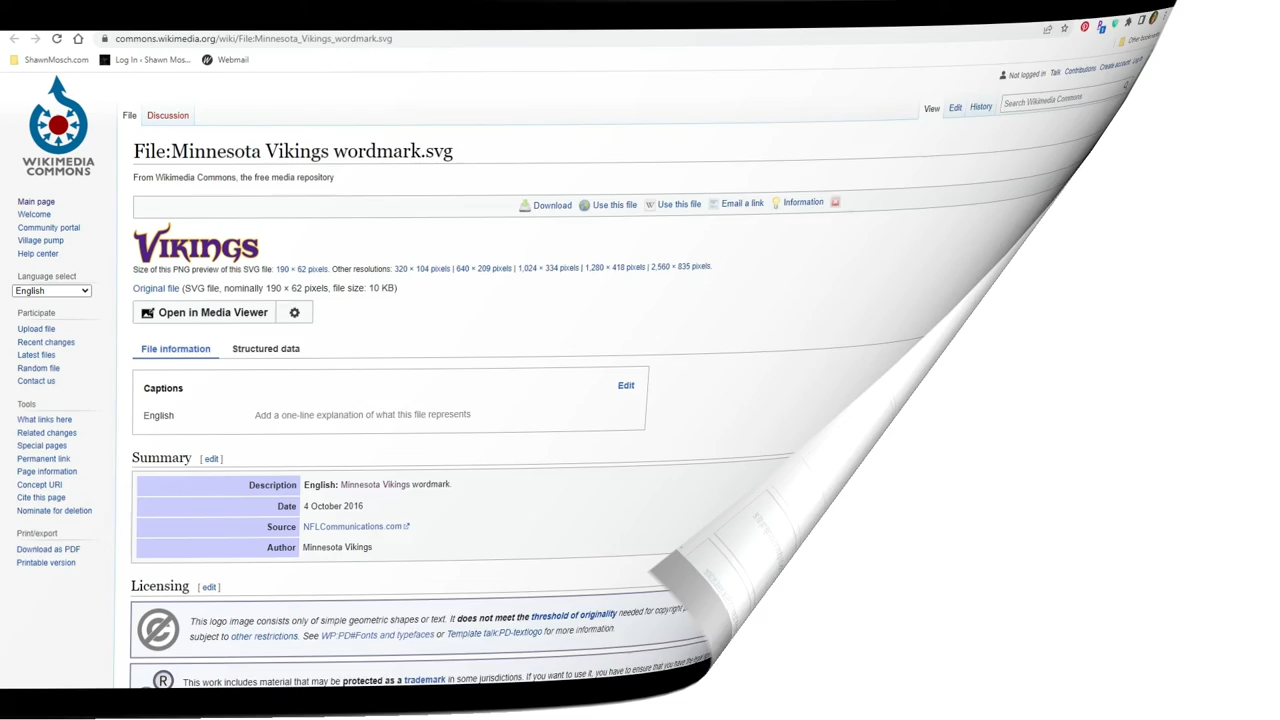 commons.wikimedia.org/wiki/File:Minnesota_Vikings_wordmark.svg
ShawnMosch.com Log In ‹ Shawn Mos... Webmail Other bookm
Not logged in Talk Contributions Create account Log in
File Discussion View Edit History Search Wikimedia Commons
WIKIMEDIA
COMMONS
File:Minnesota Vikings wordmark.svg
From Wikimedia Commons, the free media repository
Download Use this file W Use this file Email a link Information
VIKINGS
Size of this PNG preview of this SVG file: 190 × 62 pixels. Other resolutions: 320 × 104 pixels | 640 × 209 pixels | 1,024 × 334 pixels | 1,280 × 418 pixels | 2,560 × 835 pixels.
Original file (SVG file, nominally 190 × 62 pixels, file size: 10 KB)
Open in Media Viewer
File information Structured data
Captions Edit
English Add a one-line explanation of what this file represents
Summary [ edit ]
Description English: Minnesota Vikings wordmark.
Date 4 October 2016
Source NFLCommunications.com
Author Minnesota Vikings
Licensing [ edit ]
This logo image consists only of simple geometric shapes or text. It does not meet the threshold of originality needed for copyright
subject to other restrictions. See WP:PD#Fonts and typefaces or Template talk:PD-textlogo for more information.
R This work includes material that may be protected as a trademark in some jurisdictions. If you want to use it, you have to ensure that you have the
Main page
Welcome
Community portal
Village pump
Help center
Language select
English
Participate
Upload file
Recent changes
Latest files
Random file
Contact us
Tools
What links here
Related changes
Special pages
Permanent link
Page information
Concept URI
Cite this page
Nominate for deletion
Print/export
Download as PDF
Printable version